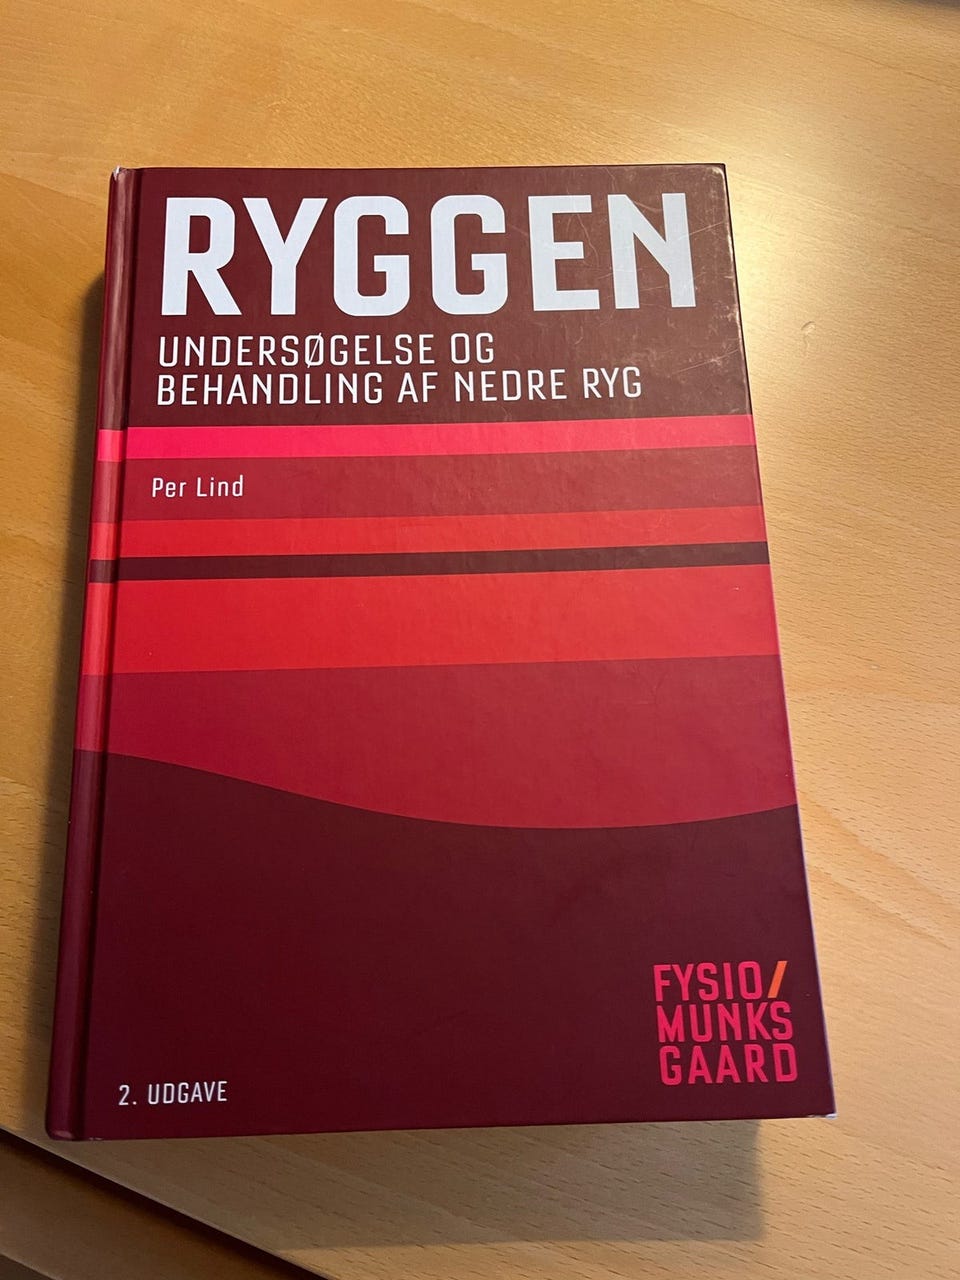 RYGGEN
UNDERSØGELSE OG
BEHANDLING AF NEDRE RYG
Per Lind
FYSIO/
MUNKS
GAARD
2. UDGAVE